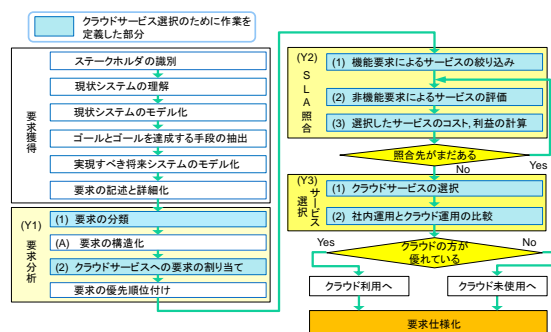 クラウドサービス選択のために作業を
定義した部分
要求獲得
ステークホルダの識別
現状システムの理解
現状システムのモデル化
ゴールとゴールを達成する手段の抽出
実現すべき将来システムのモデル化
要求の記述と詳細化
(Y1)
要求分析
(1) 要求の分類
(A) 要求の構造化
(2) クラウドサービスへの要求の割り当て
要求の優先順位付け
(Y2)
SLA照合
(1) 機能要求によるサービスの絞り込み
(2) 非機能要求によるサービスの評価
(3) 選択したサービスのコスト, 利益の計算
照合先がまだある
Yes
No
(Y3)
サービス選択
(1) クラウドサービスの選択
(2) 社内運用とクラウド運用の比較
Yes
クラウドの方が
優れている
No
クラウド利用へ
クラウド未使用へ
要求仕様化